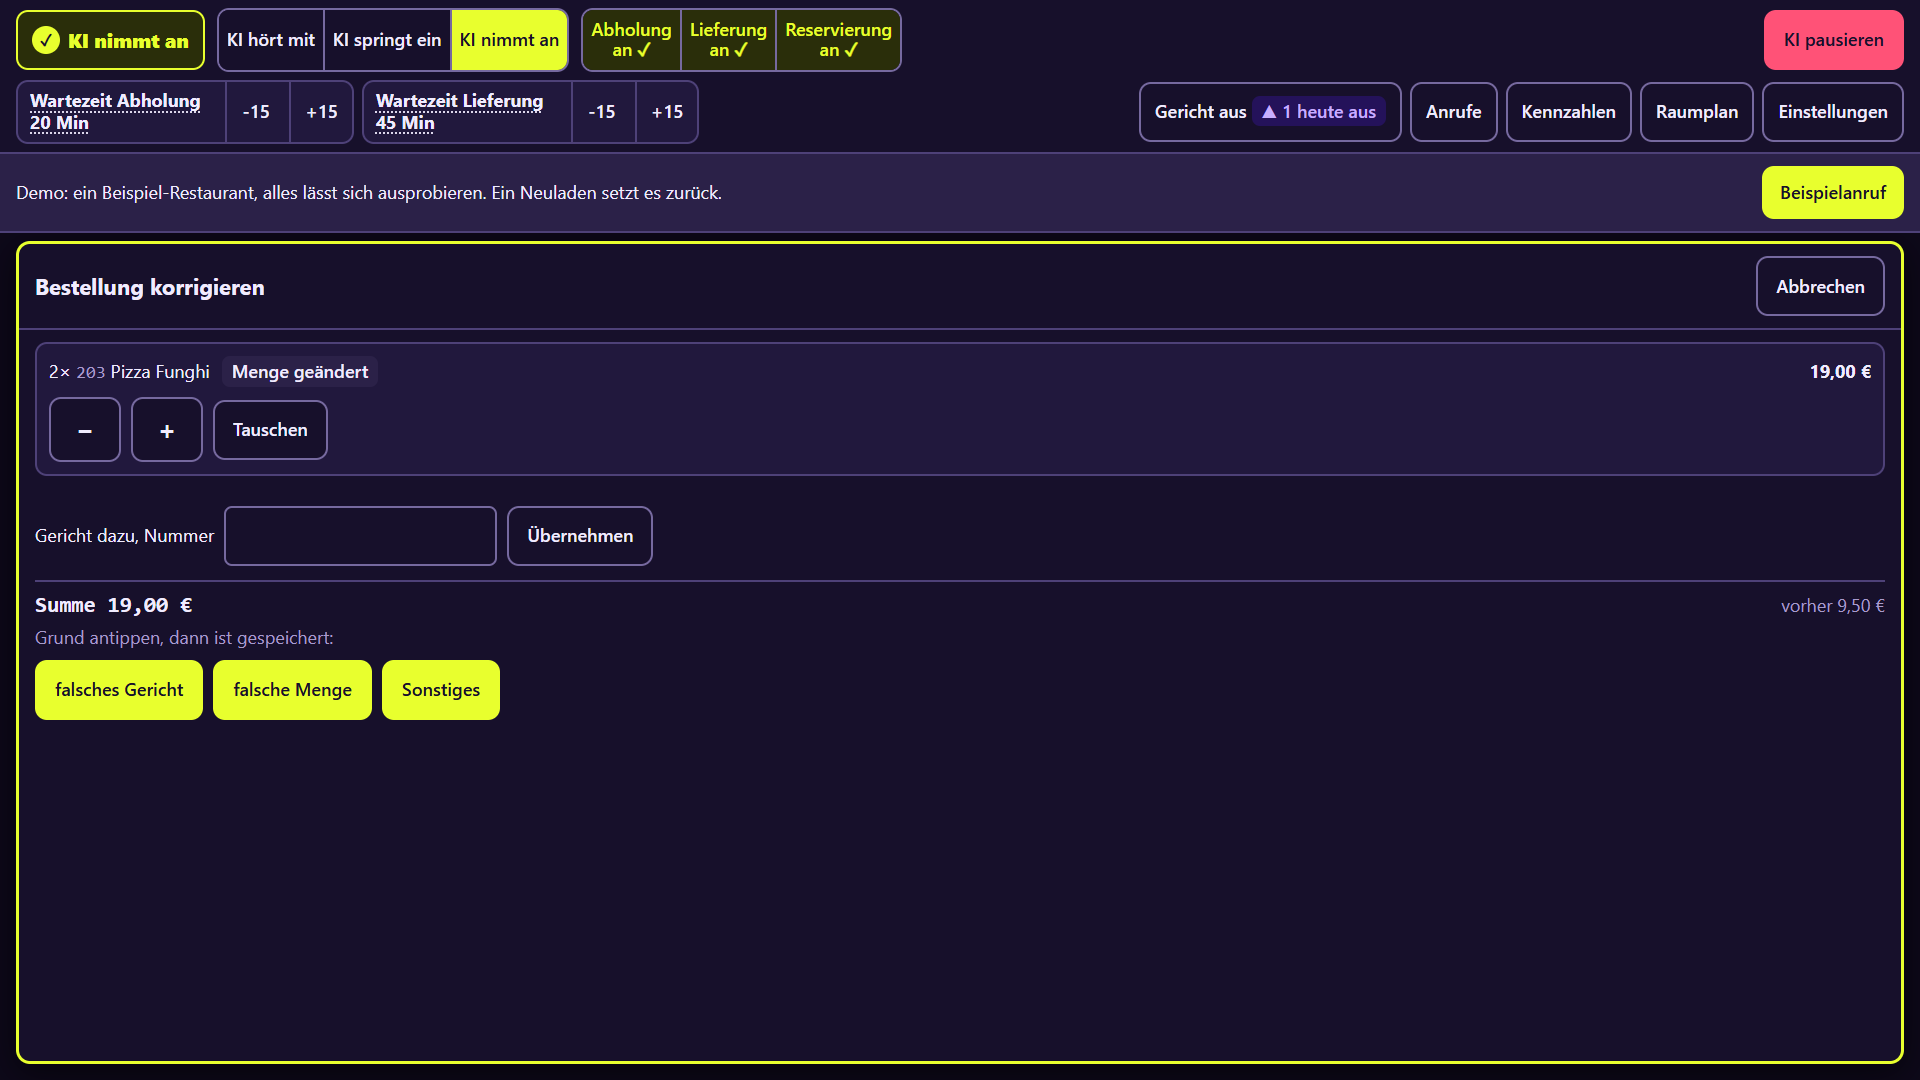 KI nimmt an
KI hört mit
KI springt ein
KI nimmt an
Abholung
an ✓
Lieferung
an ✓
Reservierung
an ✓
KI pausieren
Wartezeit Abholung
20 Min
-15
+15
Wartezeit Lieferung
45 Min
-15
+15
Gericht aus ▲ 1 heute aus
Anrufe
Kennzahlen
Raumplan
Einstellungen
Demo: ein Beispiel-Restaurant, alles lässt sich ausprobieren. Ein Neuladen setzt es zurück.
Beispielanruf
Bestellung korrigieren
Abbrechen
2× 203 Pizza Funghi Menge geändert
19,00 €
−
+
Tauschen
Gericht dazu, Nummer
Übernehmen
Summe 19,00 €
vorher 9,50 €
Grund antippen, dann ist gespeichert:
falsches Gericht
falsche Menge
Sonstiges